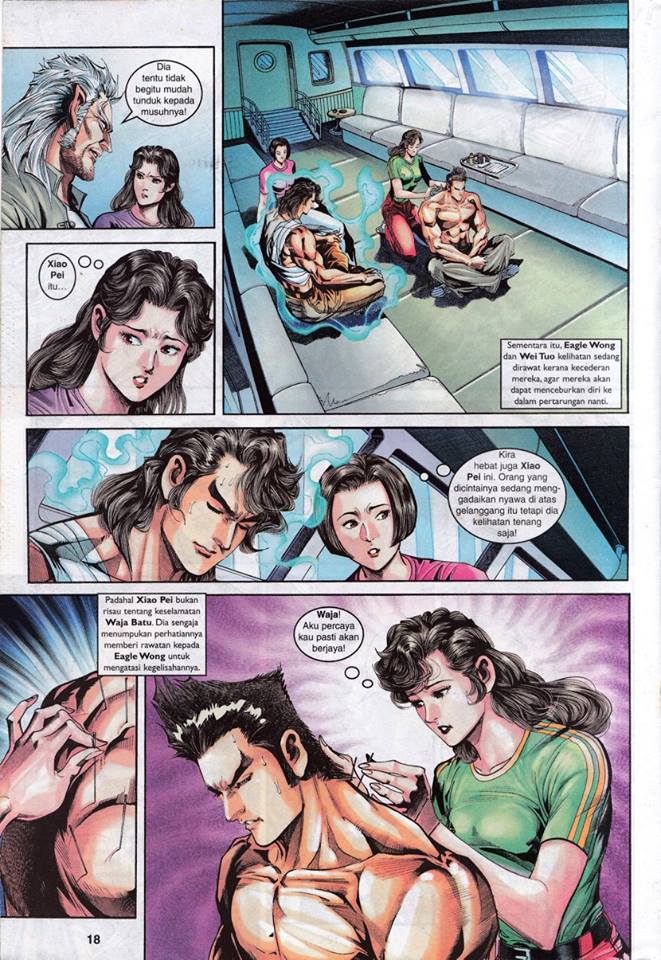 Dia
tentu tidak
begitu mudah
tunduk kepada
musuhnya!
Sementara itu, Eagle Wong
dan Wei Tuo kelihatan sedang
dirawat kerana kecederan
mereka, agar mereka akan
dapat menceburkan diri ke
dalam pertarungan nanti.
Xiao
Pei
itu...
Kira
hebat juga Xiao
Pei ini. Orang yang
dicintainya sedang meng-
gadaikan nyawa di atas
gelanggang itu tetapi dia
kelihatan tenang
saja!
Padahal Xiao Pei bukan
risau tentang keselamatan
Waja Batu. Dia sengaja
menumpukan perhatiannya
memberi rawatan kepada
Eagle Wong untuk
mengatasi kegelisahannya.
Waja!
Aku percaya
kau pasti akan
berjaya!
18